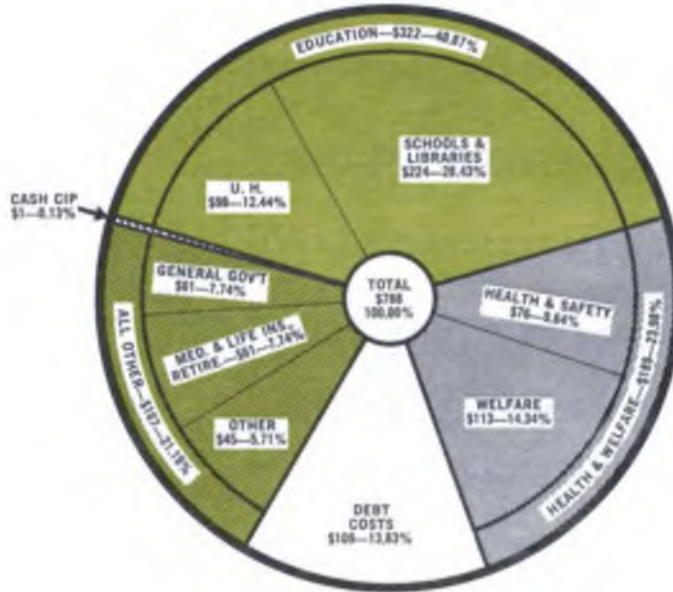 EDUCATION—$322—40.87%
SCHOOLS &
LIBRARIES
$224—28.43%
U. H.
$98—12.44%
CASH CIP
$1—0.13%
GENERAL GOV'T
$61—7.74%
MED. & LIFE INS.,
RETIRE.—$61—7.74%
OTHER
$45—5.71%
ALL OTHER—$167—21.19%
TOTAL
$788
100.00%
HEALTH & SAFETY
$76—9.64%
WELFARE
$113—14.34%
HEALTH & WELFARE—$189—23.98%
DEBT
COSTS
$109—13.83%